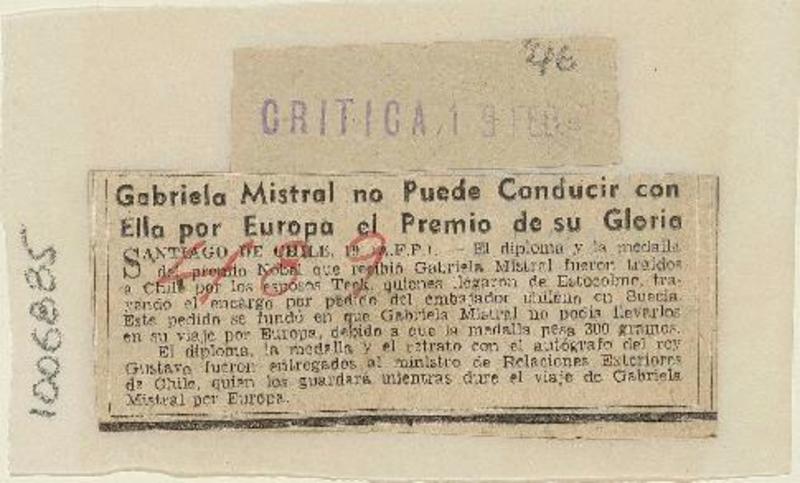 946
CRITICA, 19 FEB
Gabriela Mistral no Puede Conducir con
Ella por Europa el Premio de su Gloria
SANTIAGO DE CHILE, 19 (A.F.P.). — El diploma y la medalla
del premio Nobel que recibió Gabriela Mistral fueron traídos
a Chile por los esposos Teck, quienes llegaron de Estocolmo, tra-
yendo el encargo por pedido del embajador chileno en Suecia.
Este pedido se fundó en que Gabriela Mistral no podía llevarlos
en su viaje por Europa, debido a que la medalla pesa 300 gramos.
El diploma, la medalla y el retrato con el autógrafo del rey
Gustavo fueron entregados al ministro de Relaciones Exteriores
de Chile, quien los guardará mientras dure el viaje de Gabriela
Mistral por Europa.
1006885